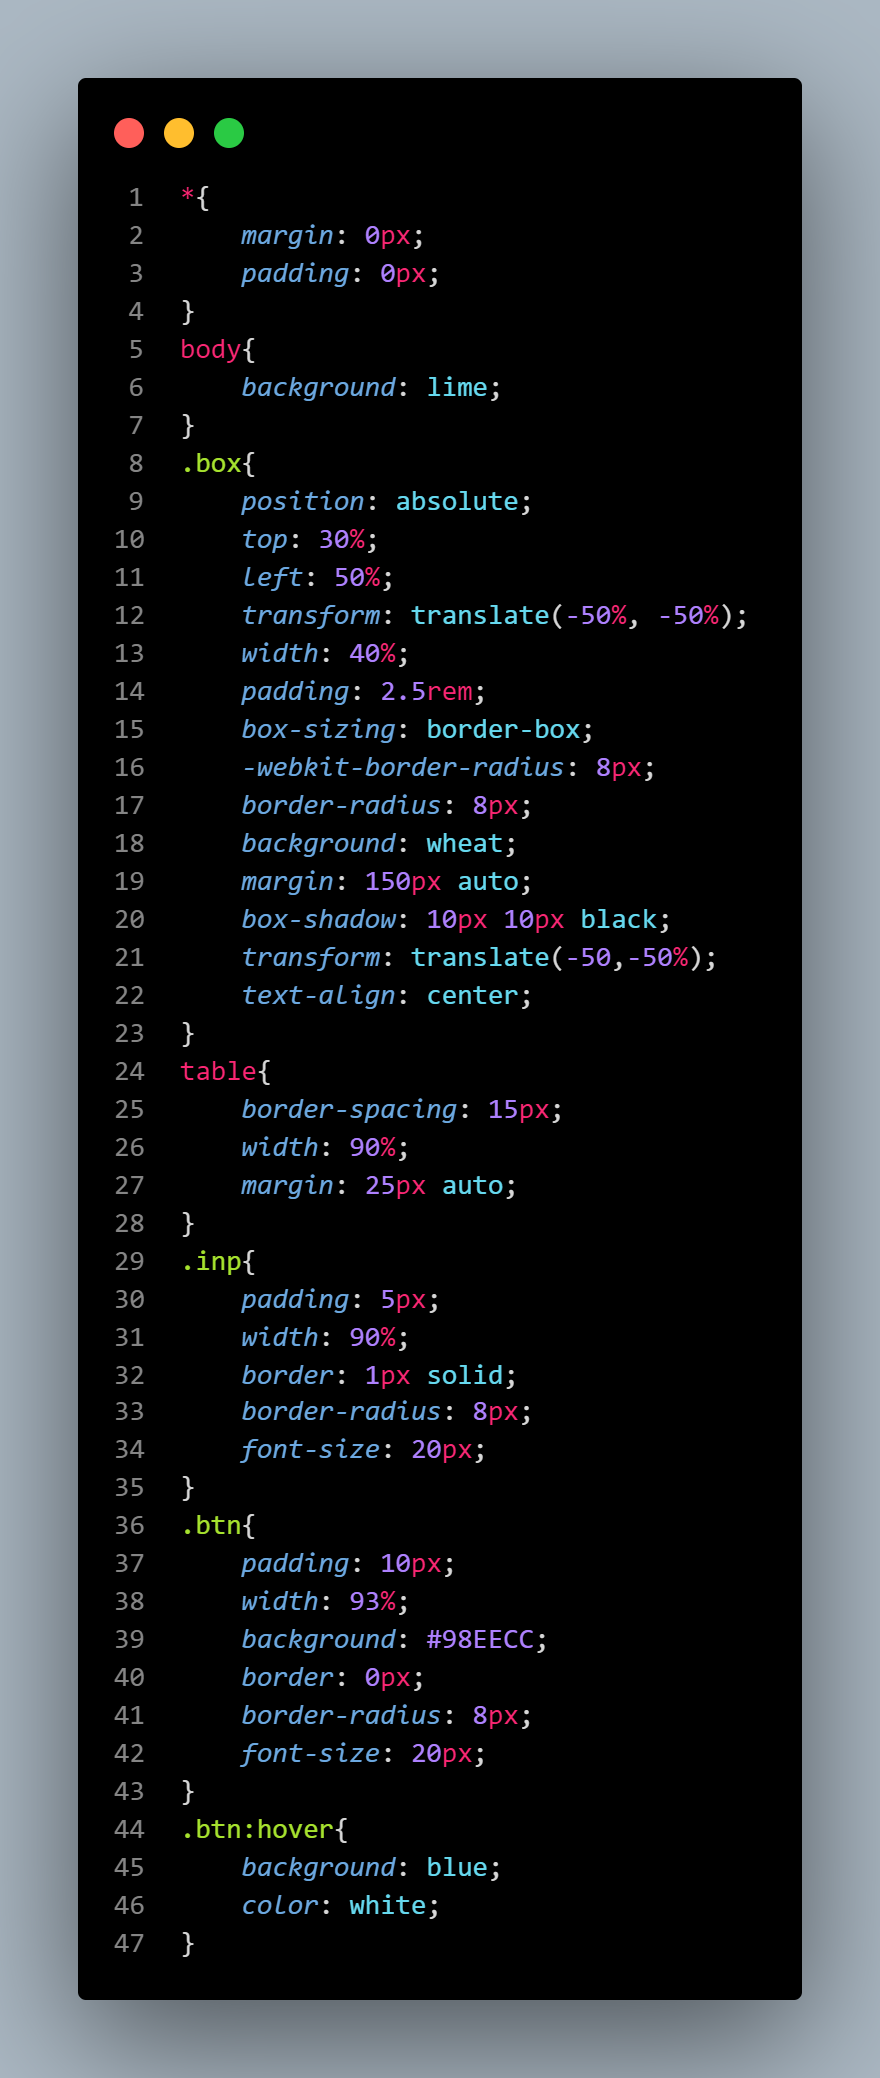 1 *{
2     margin: 0px;
3     padding: 0px;
4 }
5 body{
6     background: lime;
7 }
8 .box{
9     position: absolute;
10     top: 30%;
11     left: 50%;
12     transform: translate(-50%, -50%);
13     width: 40%;
14     padding: 2.5rem;
15     box-sizing: border-box;
16     -webkit-border-radius: 8px;
17     border-radius: 8px;
18     background: wheat;
19     margin: 150px auto;
20     box-shadow: 10px 10px black;
21     transform: translate(-50,-50%);
22     text-align: center;
23 }
24 table{
25     border-spacing: 15px;
26     width: 90%;
27     margin: 25px auto;
28 }
29 .inp{
30     padding: 5px;
31     width: 90%;
32     border: 1px solid;
33     border-radius: 8px;
34     font-size: 20px;
35 }
36 .btn{
37     padding: 10px;
38     width: 93%;
39     background: #98EECC;
40     border: 0px;
41     border-radius: 8px;
42     font-size: 20px;
43 }
44 .btn:hover{
45     background: blue;
46     color: white;
47 }